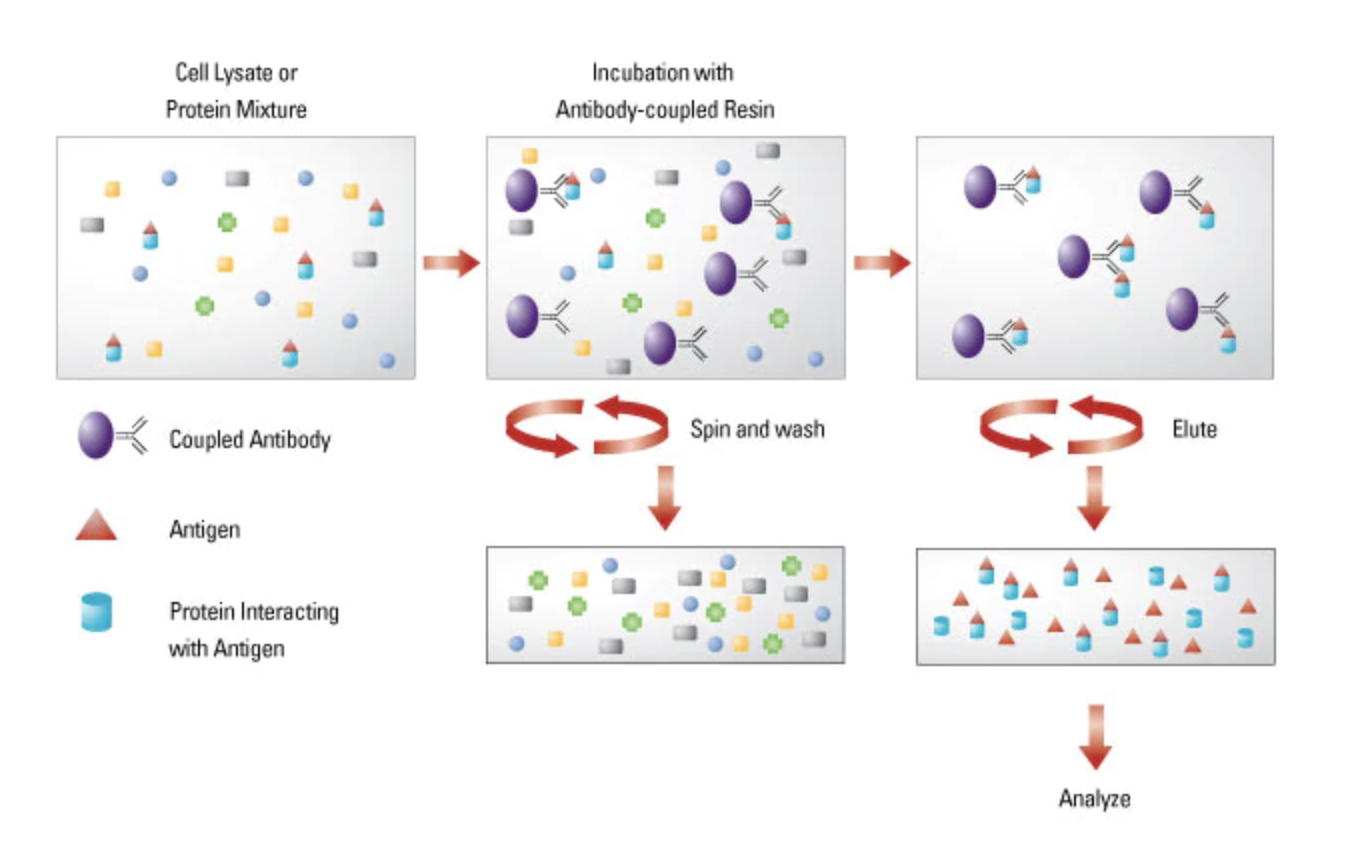 Cell Lysate or
Protein Mixture
Incubation with
Antibody-coupled Resin
Coupled Antibody
Antigen
Protein Interacting
with Antigen
Spin and wash
Elute
Analyze